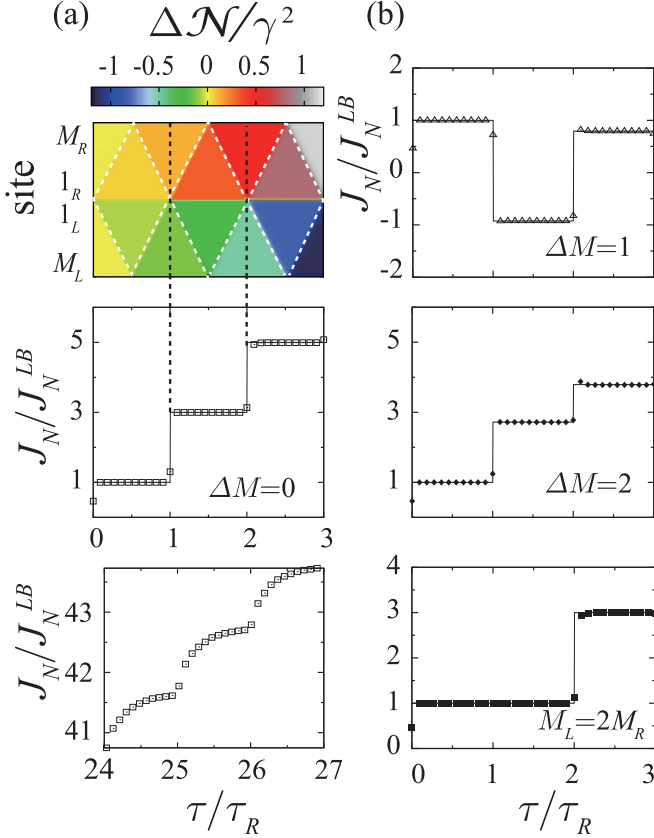 (a)
Δ𝒩/γ²
-1 -0.5 0 0.5 1
site
M_R
1_R
1_L
M_L
J_N/J_N^{LB}
5
3
1
ΔM=0
0 1 2 3
J_N/J_N^{LB}
43
42
41
24 25 26 27
τ/τ_R
(b)
J_N/J_N^{LB}
2
1
0
-1
-2
ΔM=1
5
3
1
ΔM=2
4
3
2
1
0
M_L=2M_R
0 1 2 3
τ/τ_R